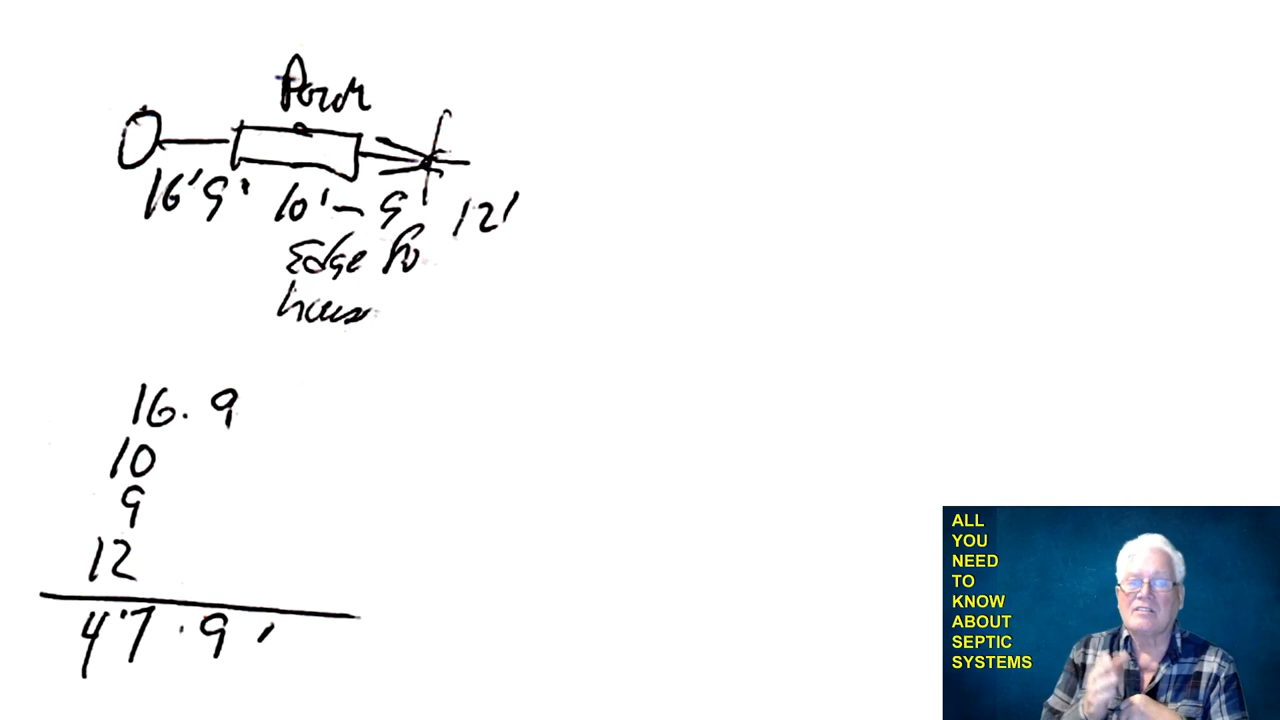 Porch
16'9" 10' - 9' 12'
Edge
house
16.9
10
9
12
47.9'
ALL
YOU
NEED
TO
KNOW
ABOUT
SEPTIC
SYSTEMS